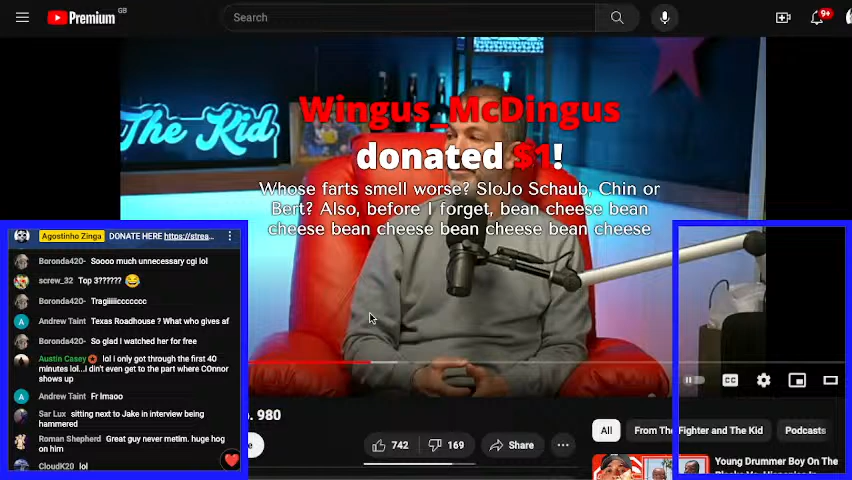 Premium GB
Search
9+
The Kid
Wingus_McDingus
donated $1!
Whose farts smell worse? SloJo Schaub, Chin or
Bert? Also, before I forget, bean cheese bean
cheese bean cheese bean cheese bean cheese
Agostinho Zinga DONATE HERE https://strea...
Boronda420- Soooo much unnecessary cgi lol
screw_32 Top 3??????
Boronda420- Tragiiiiicccccc
A Andrew Taint Texas Roadhouse ? What who gives af
Boronda420- So glad I watched her for free
Austin Casey lol I only got through the first 40
minutes lol...I din't even get to the part where COnnor
shows up
A Andrew Taint Fr lmaoo
Sar Lux sitting next to Jake in interview being
hammered
Roman Shepherd Great guy never metim. huge hog
on him
CloudK20 lol
CC
. 980
742 169 Share ...
All From The Fighter and The Kid Podcasts
Young Drummer Boy On The